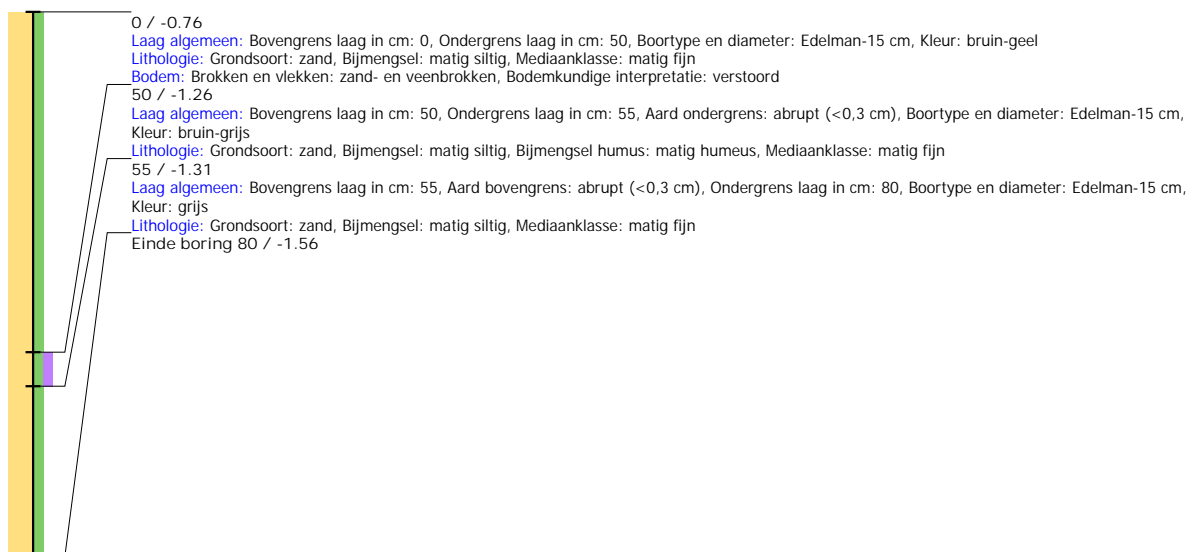 0 / -0.76
Laag algemeen: Bovengrens laag in cm: 0, Ondergrens laag in cm: 50, Boortype en diameter: Edelman-15 cm, Kleur: bruin-geel
Lithologie: Grondsoort: zand, Bijmengsel: matig siltig, Mediaanklasse: matig fijn
Bodem: Brokken en vlekken: zand- en veenbrokken, Bodemkundige interpretatie: verstoord
50 / -1.26
Laag algemeen: Bovengrens laag in cm: 50, Ondergrens laag in cm: 55, Aard ondergrens: abrupt (<0,3 cm), Boortype en diameter: Edelman-15 cm,
Kleur: bruin-grijs
Lithologie: Grondsoort: zand, Bijmengsel: matig siltig, Bijmengsel humus: matig humeus, Mediaanklasse: matig fijn
55 / -1.31
Laag algemeen: Bovengrens laag in cm: 55, Aard bovengrens: abrupt (<0,3 cm), Ondergrens laag in cm: 80, Boortype en diameter: Edelman-15 cm,
Kleur: grijs
Lithologie: Grondsoort: zand, Bijmengsel: matig siltig, Mediaanklasse: matig fijn
Einde boring 80 / -1.56